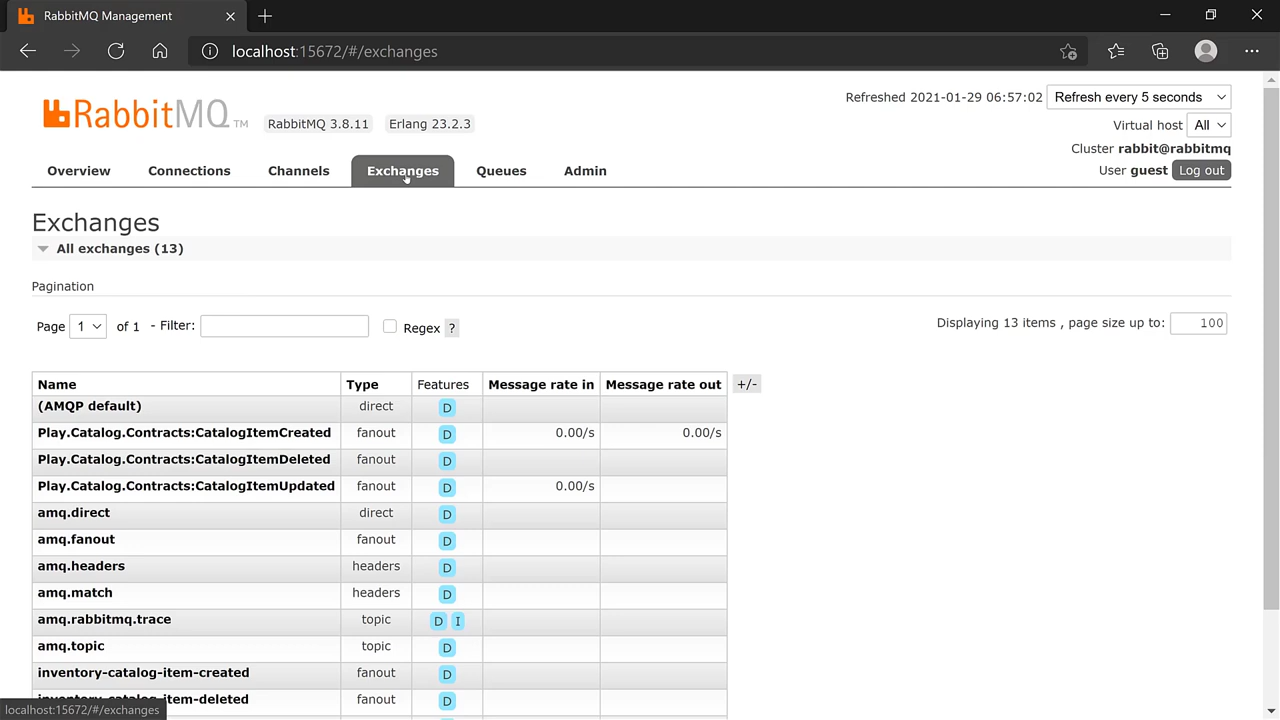 RabbitMQ Management
localhost:15672/#/exchanges
Refreshed 2021-01-29 06:57:02 Refresh every 5 seconds
RabbitMQ TM RabbitMQ 3.8.11 Erlang 23.2.3
Virtual host All
Cluster rabbit@rabbitmq
User guest Log out
Overview Connections Channels Exchanges Queues Admin
Exchanges
All exchanges (13)
Pagination
Page 1 of 1 - Filter: Regex ? Displaying 13 items , page size up to: 100
Name Type Features Message rate in Message rate out +/-
(AMQP default) direct D
Play.Catalog.Contracts:CatalogItemCreated fanout D 0.00/s 0.00/s
Play.Catalog.Contracts:CatalogItemDeleted fanout D
Play.Catalog.Contracts:CatalogItemUpdated fanout D 0.00/s
amq.direct direct D
amq.fanout fanout D
amq.headers headers D
amq.match headers D
amq.rabbitmq.trace topic D I
amq.topic topic D
inventory-catalog-item-created fanout D
inventory-catalog-item-deleted fanout D
localhost:15672/#/exchanges